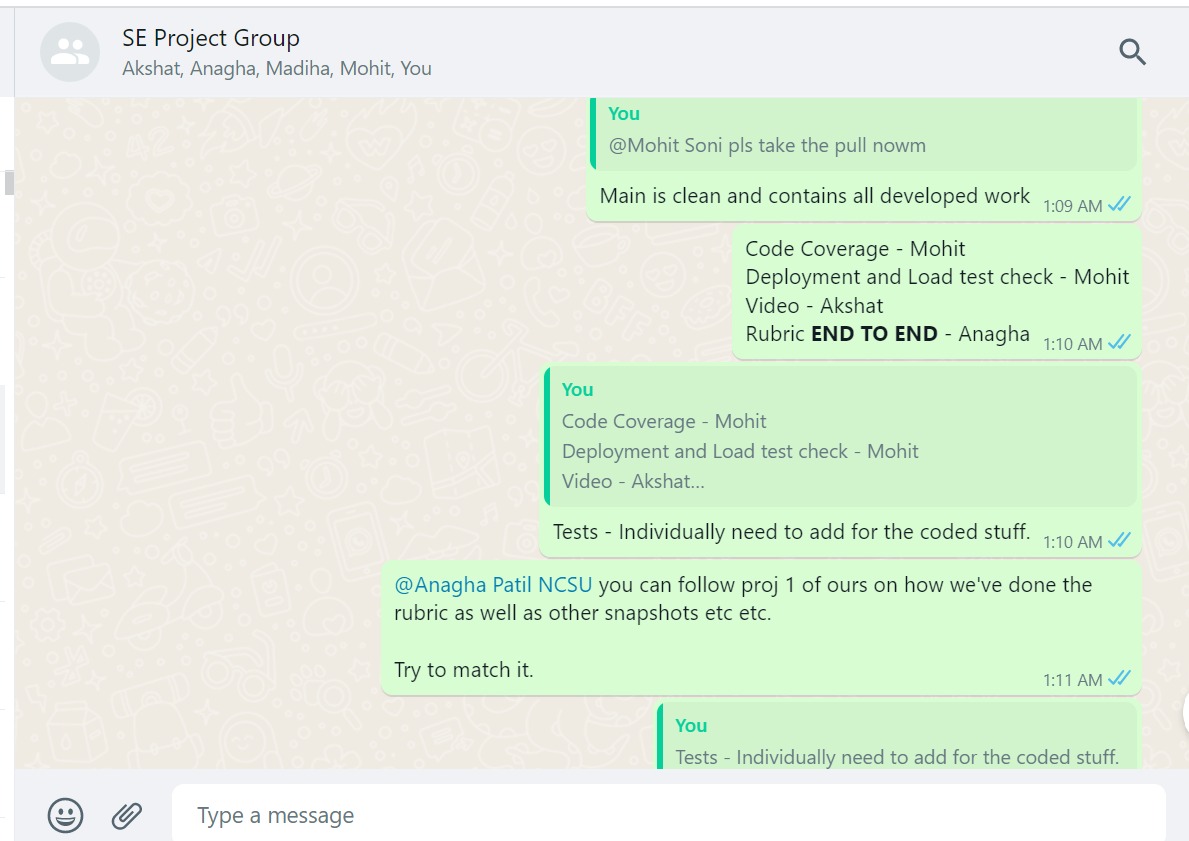 SE Project Group
Akshat, Anagha, Madiha, Mohit, You
You
@Mohit Soni pls take the pull nowm
Main is clean and contains all developed work 1:09 AM
Code Coverage - Mohit
Deployment and Load test check - Mohit
Video - Akshat
Rubric END TO END - Anagha 1:10 AM
You
Code Coverage - Mohit
Deployment and Load test check - Mohit
Video - Akshat...
Tests - Individually need to add for the coded stuff. 1:10 AM
@Anagha Patil NCSU you can follow proj 1 of ours on how we've done the
rubric as well as other snapshots etc etc.
Try to match it. 1:11 AM
You
Tests - Individually need to add for the coded stuff.
Type a message